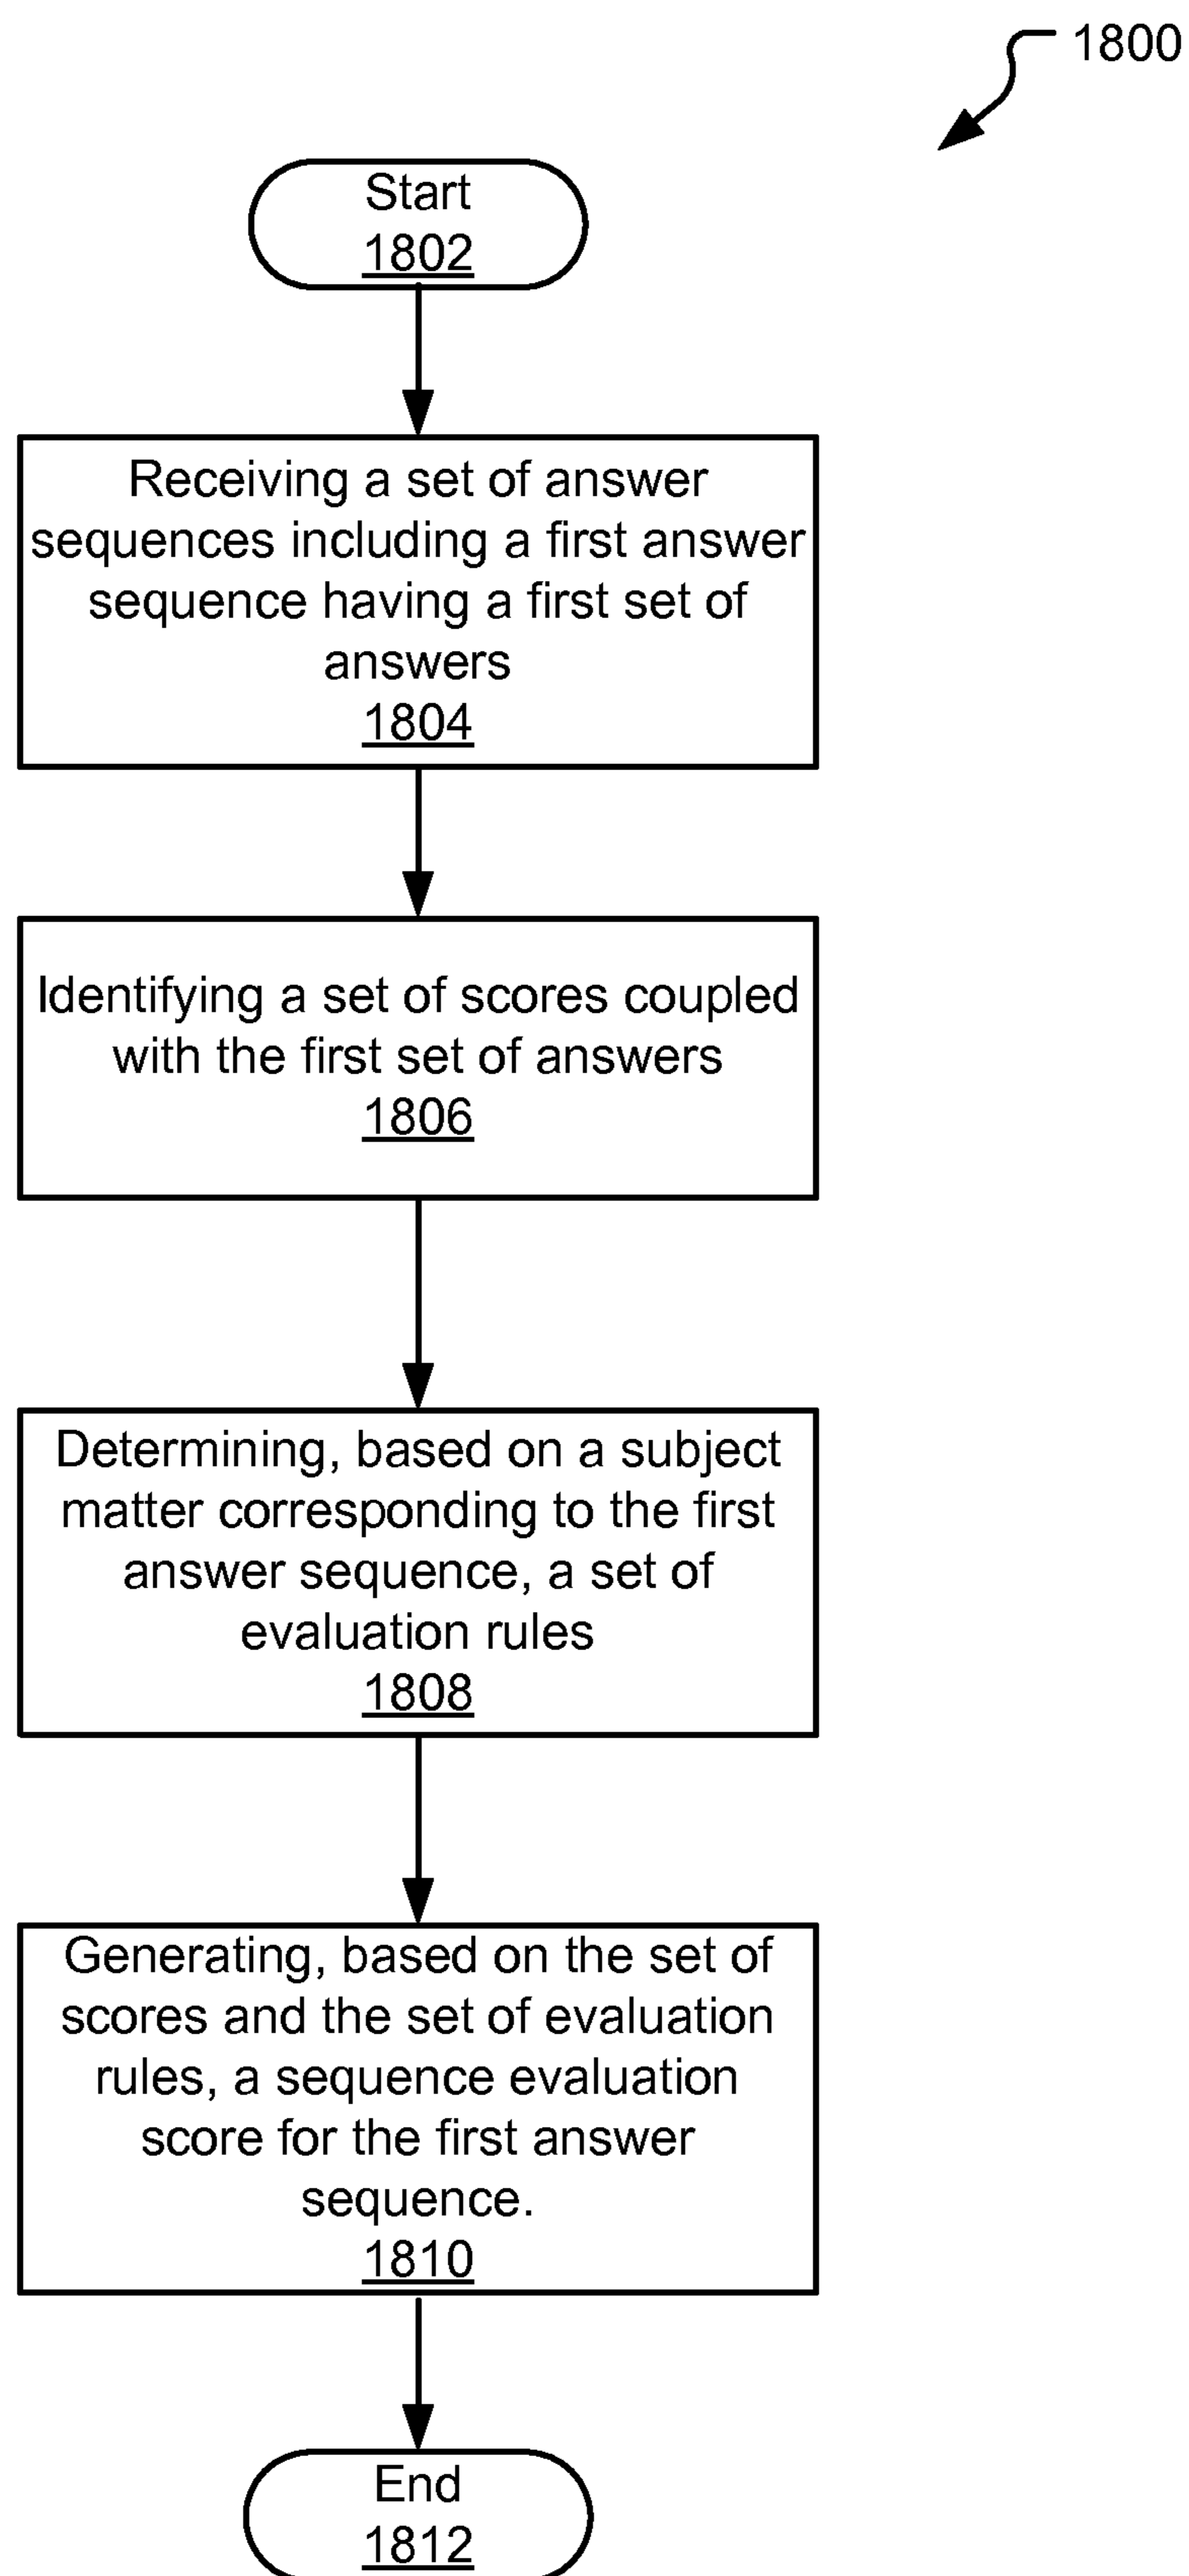 1800
Start
1802
Receiving a set of answer
sequences including a first answer
sequence having a first set of
answers
1804
Identifying a set of scores coupled
with the first set of answers
1806
Determining, based on a subject
matter corresponding to the first
answer sequence, a set of
evaluation rules
1808
Generating, based on the set of
scores and the set of evaluation
rules, a sequence evaluation
score for the first answer
sequence.
1810
End
1812